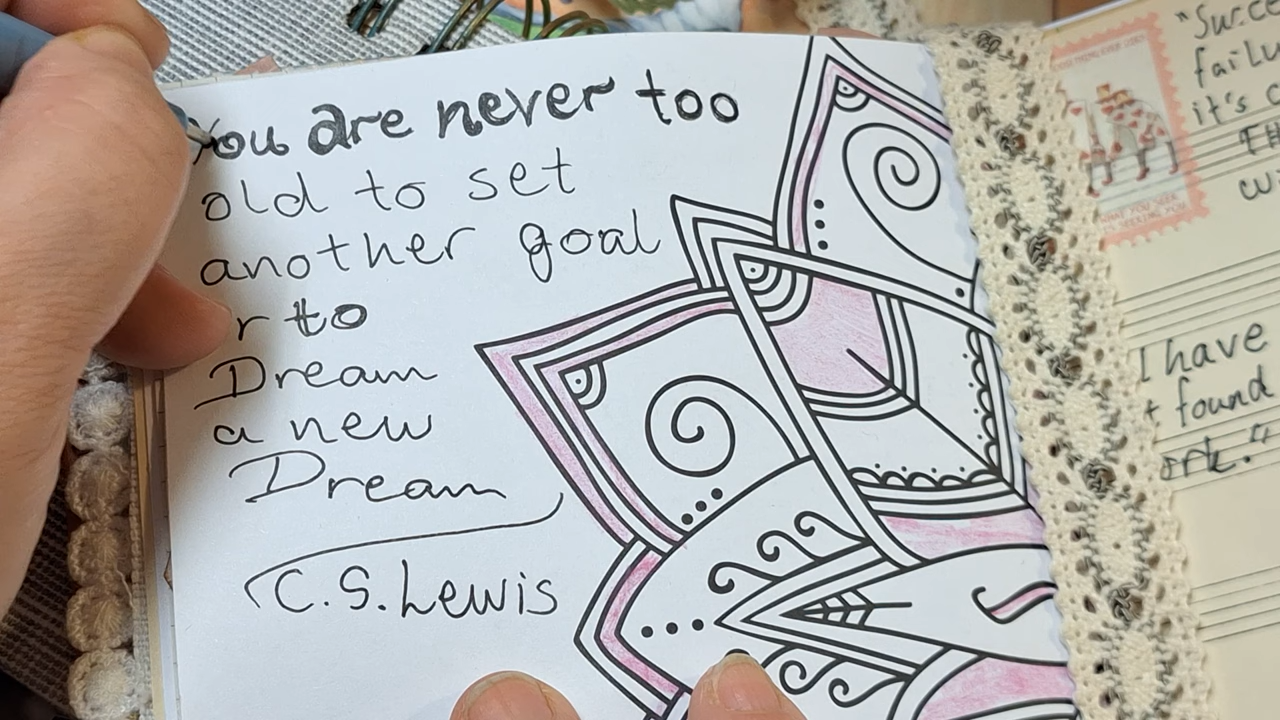 You are never too
old to set
another goal
r to
Dream
a new
Dream
C.S. Lewis
"Succe
failu
it's c
wi
I have
found
ork."